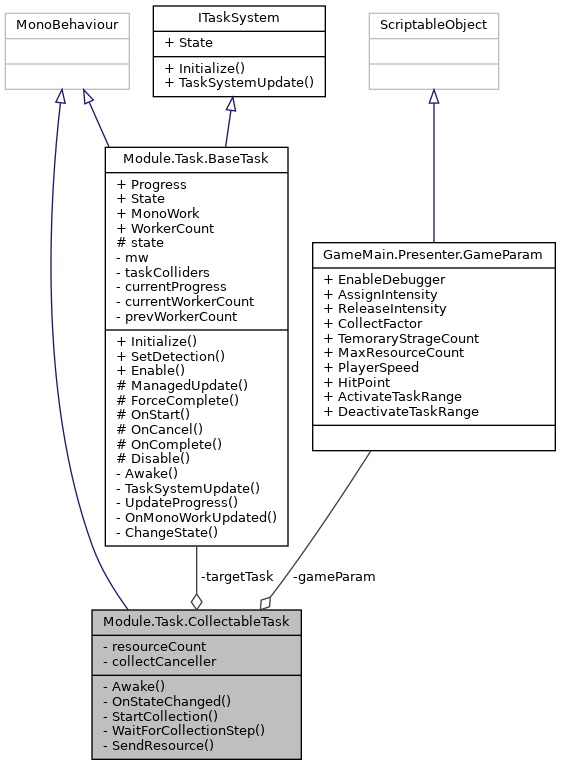 MonoBehaviour
ITaskSystem
+ State
+ Initialize()
+ TaskSystemUpdate()
ScriptableObject
Module.Task.BaseTask
+ Progress
+ State
+ MonoWork
+ WorkerCount
# state
- mw
- taskColliders
- currentProgress
- currentWorkerCount
- prevWorkerCount
+ Initialize()
+ SetDetection()
+ Enable()
# ManagedUpdate()
# ForceComplete()
# OnStart()
# OnCancel()
# OnComplete()
# Disable()
- Awake()
- TaskSystemUpdate()
- UpdateProgress()
- OnMonoWorkUpdated()
- ChangeState()
GameMain.Presenter.GameParam
+ EnableDebugger
+ AssignIntensity
+ ReleaseIntensity
+ CollectFactor
+ TemoraryStrageCount
+ MaxResourceCount
+ PlayerSpeed
+ HitPoint
+ ActivateTaskRange
+ DeactivateTaskRange
-targetTask
-gameParam
Module.Task.CollectableTask
- resourceCount
- collectCanceller
- Awake()
- OnStateChanged()
- StartCollection()
- WaitForCollectionStep()
- SendResource()